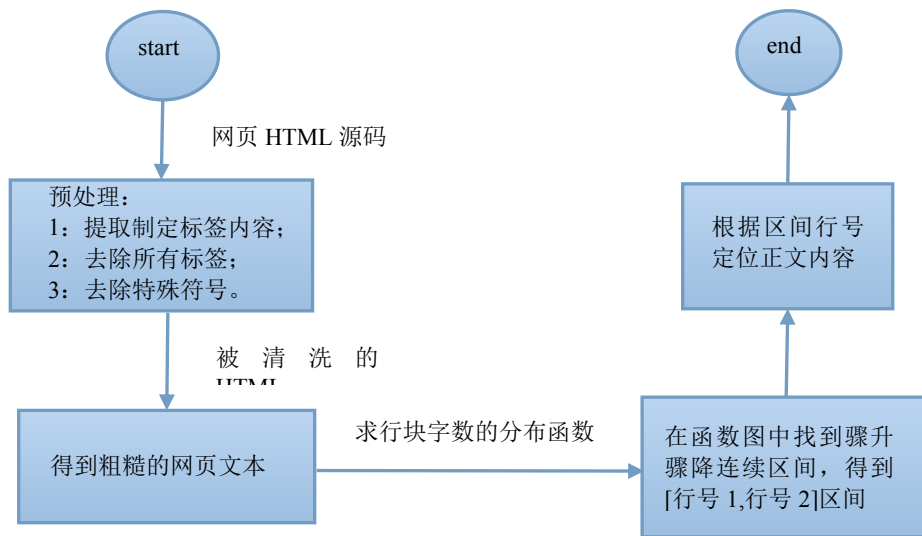 start
网页 HTML 源码
预处理：
1：提取制定标签内容；
2：去除所有标签；
3：去除特殊符号。
被清洗的
HTML
得到粗糙的网页文本
求行块字数的分布函数
在函数图中找到骤升
骤降连续区间，得到
[行号 1,行号 2]区间
根据区间行号
定位正文内容
end